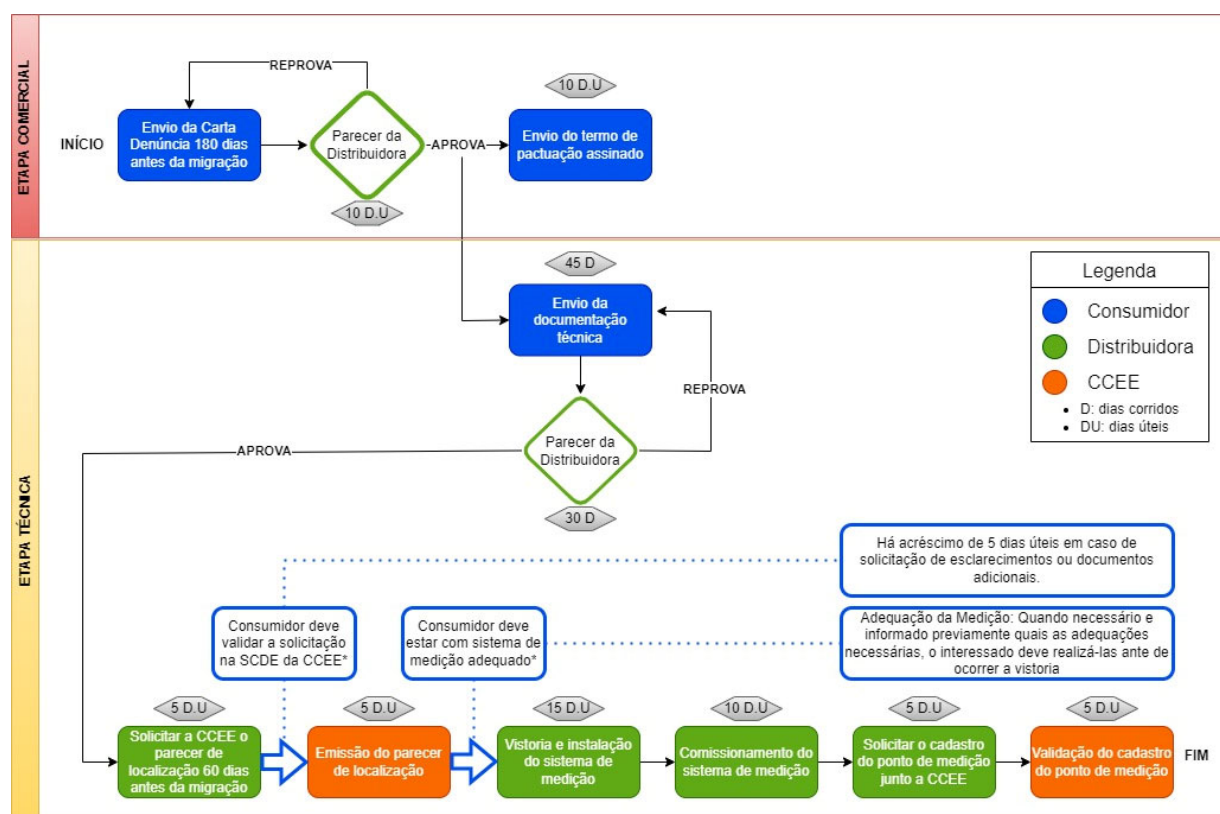 ETAPA COMERCIAL
REPROVA
10 D.U
INÍCIO
Envio da Carta
Denúncia 180 dias
antes da migração
Parecer da
Distribuidora
APROVA
Envio do termo de
pactuação assinado
10 D.U
ETAPA TÉCNICA
45 D
Envio da
documentação
técnica
REPROVA
Parecer da
Distribuidora
APROVA
30 D
Legenda
Consumidor
Distribuidora
CCEE
• D: dias corridos
• DU: dias úteis
Há acréscimo de 5 dias úteis em caso de
solicitação de esclarecimentos ou documentos
adicionais.
Consumidor deve
validar a solicitação
na SCDE da CCEE*
Consumidor deve
estar com sistema de
medição adequado*
Adequação da Medição: Quando necessário e
informado previamente quais as adequações
necessárias, o interessado deve realizá-las ante de
ocorrer a vistoria
5 D.U
5 D.U
15 D.U
10 D.U
5 D.U
5 D.U
Solicitar a CCEE o
parecer de
localização 60 dias
antes da migração
Emissão do parecer
de localização
Vistoria e instalação
do sistema de
medição
Comissionamento do
sistema de medição
Solicitar o cadastro
do ponto de medição
junto a CCEE
Validação do cadastro
do ponto de medição
FIM